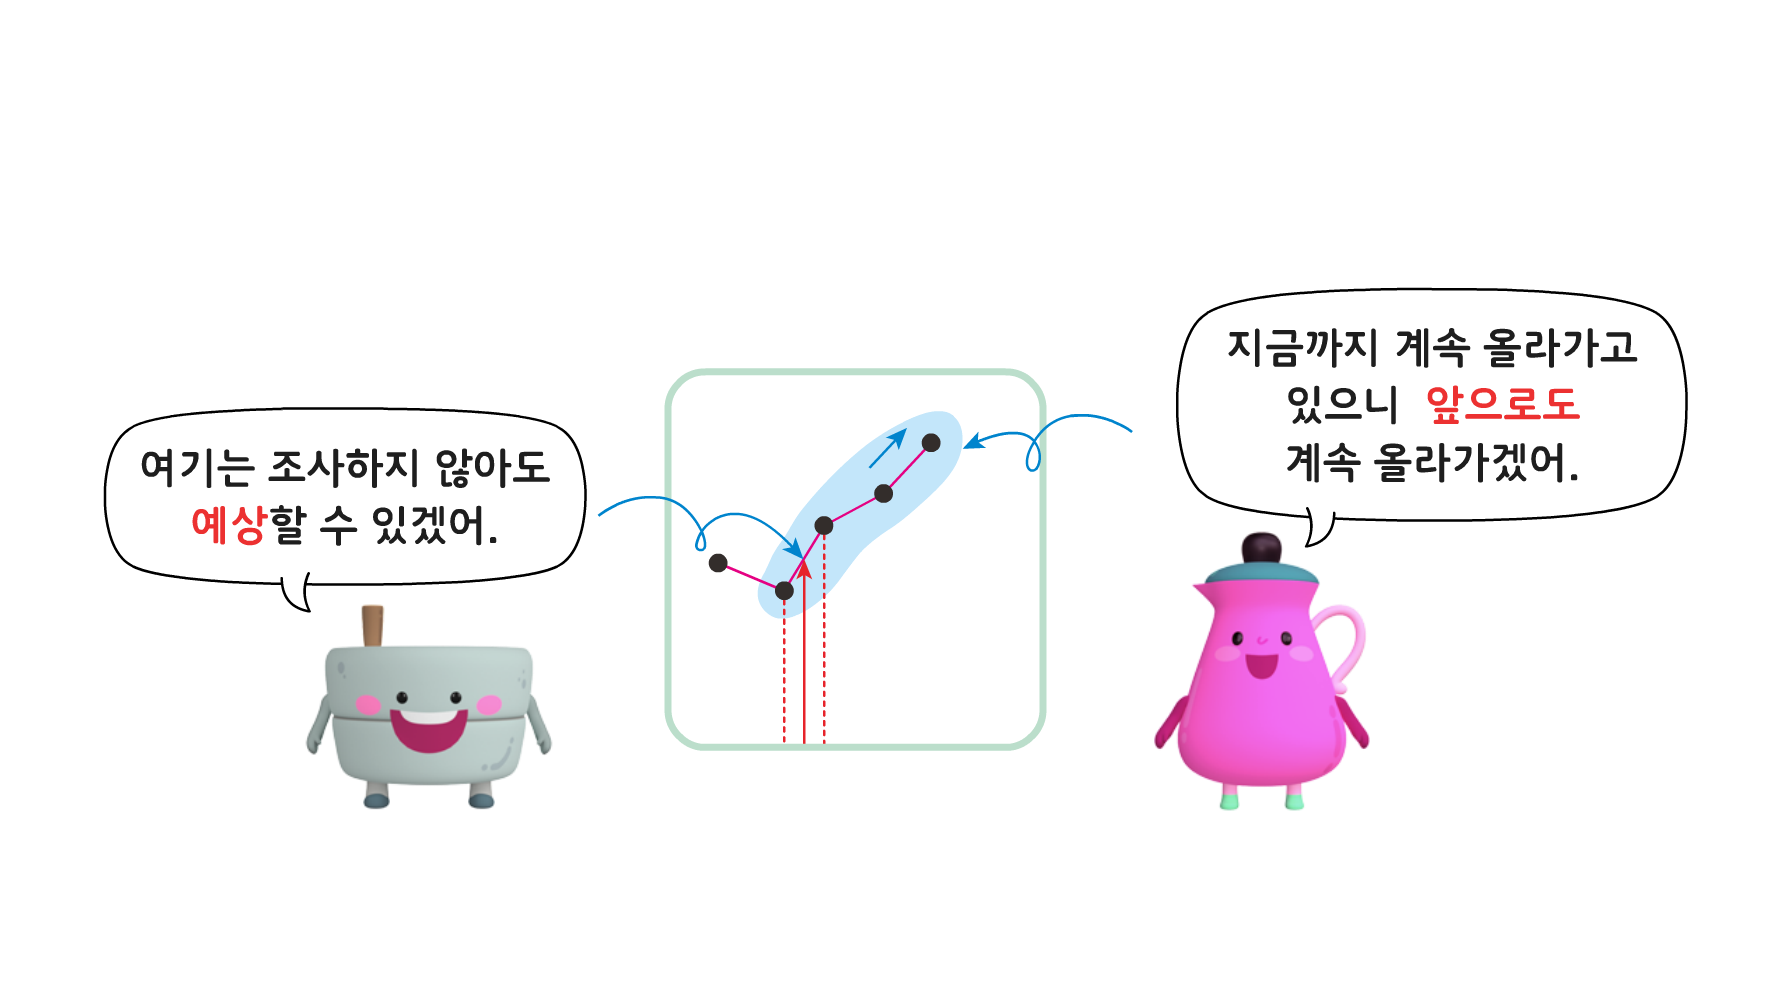 여기는 조사하지 않아도
예상할 수 있겠어.
지금까지 계속 올라가고
있으니 앞으로도
계속 올라가겠어.